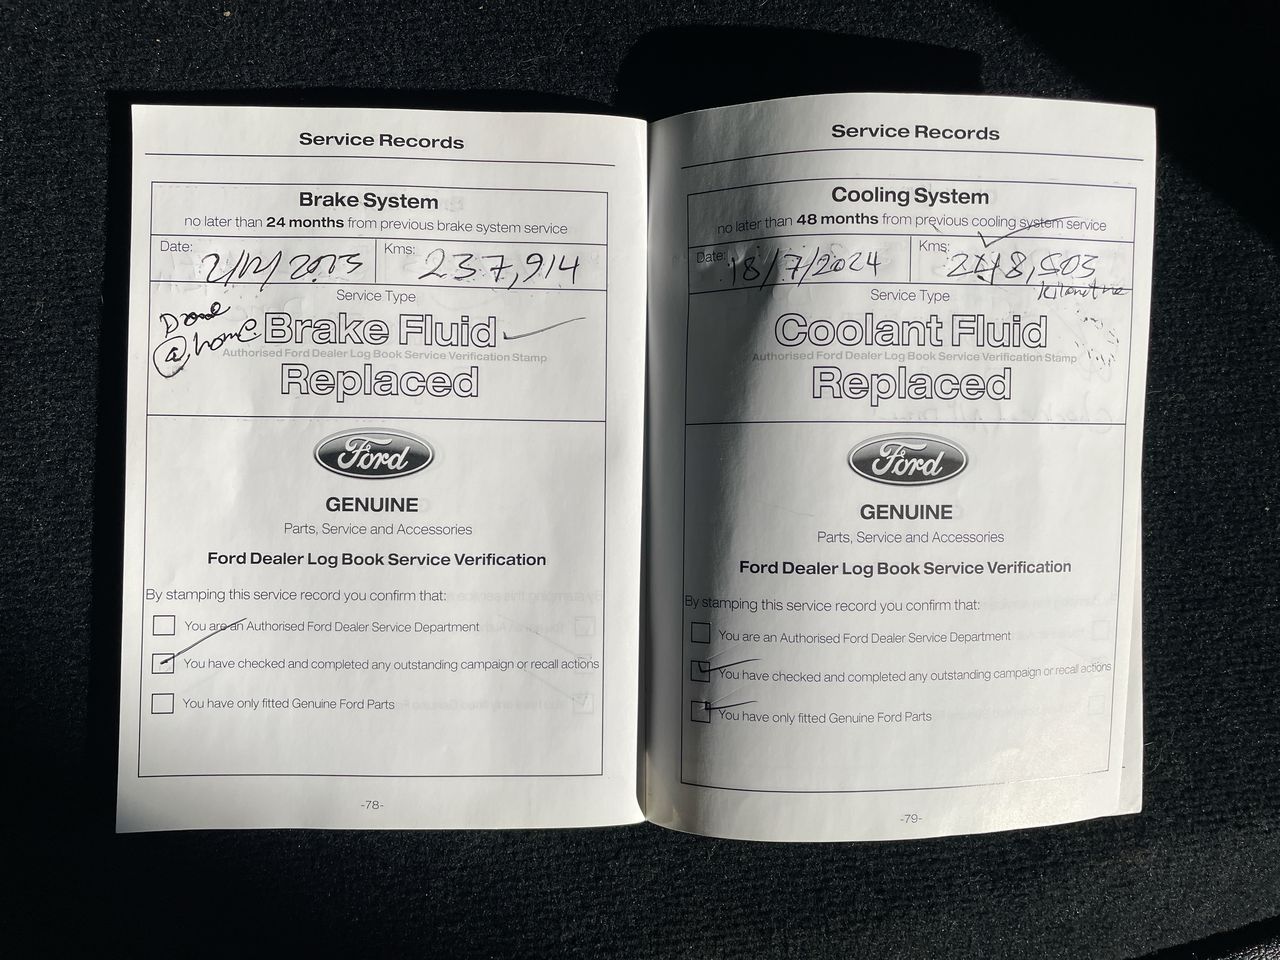 Service Records
Brake System
no later than 24 months from previous brake system service
Date: Kms:
237,914
Service Type
Done
@ home
Brake Fluid
Authorised Ford Dealer Log Book Service Verification Stamp
Replaced
Ford
GENUINE
Parts, Service and Accessories
Ford Dealer Log Book Service Verification
By stamping this service record you confirm that:
You are an Authorised Ford Dealer Service Department
You have checked and completed any outstanding campaign or recall actions
You have only fitted Genuine Ford Parts
-78-
Service Records
Cooling System
no later than 48 months from previous cooling system service
Date: Kms:
18/7/2024
Service Type
Coolant Fluid
Authorised Ford Dealer Log Book Service Verification Stamp
Replaced
Ford
GENUINE
Parts, Service and Accessories
Ford Dealer Log Book Service Verification
By stamping this service record you confirm that:
You are an Authorised Ford Dealer Service Department
You have checked and completed any outstanding campaign or recall actions
You have only fitted Genuine Ford Parts
-79-